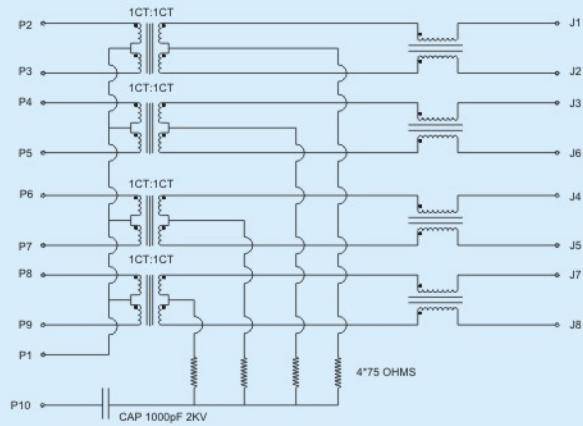 P2 1CT:1CT J1
P3 J2
1CT:1CT
P4 J3
P5 J6
1CT:1CT
P6 J4
P7 J5
1CT:1CT
P8 J7
P9 J8
P1
4*75 OHMS
P10
CAP 1000pF 2KV